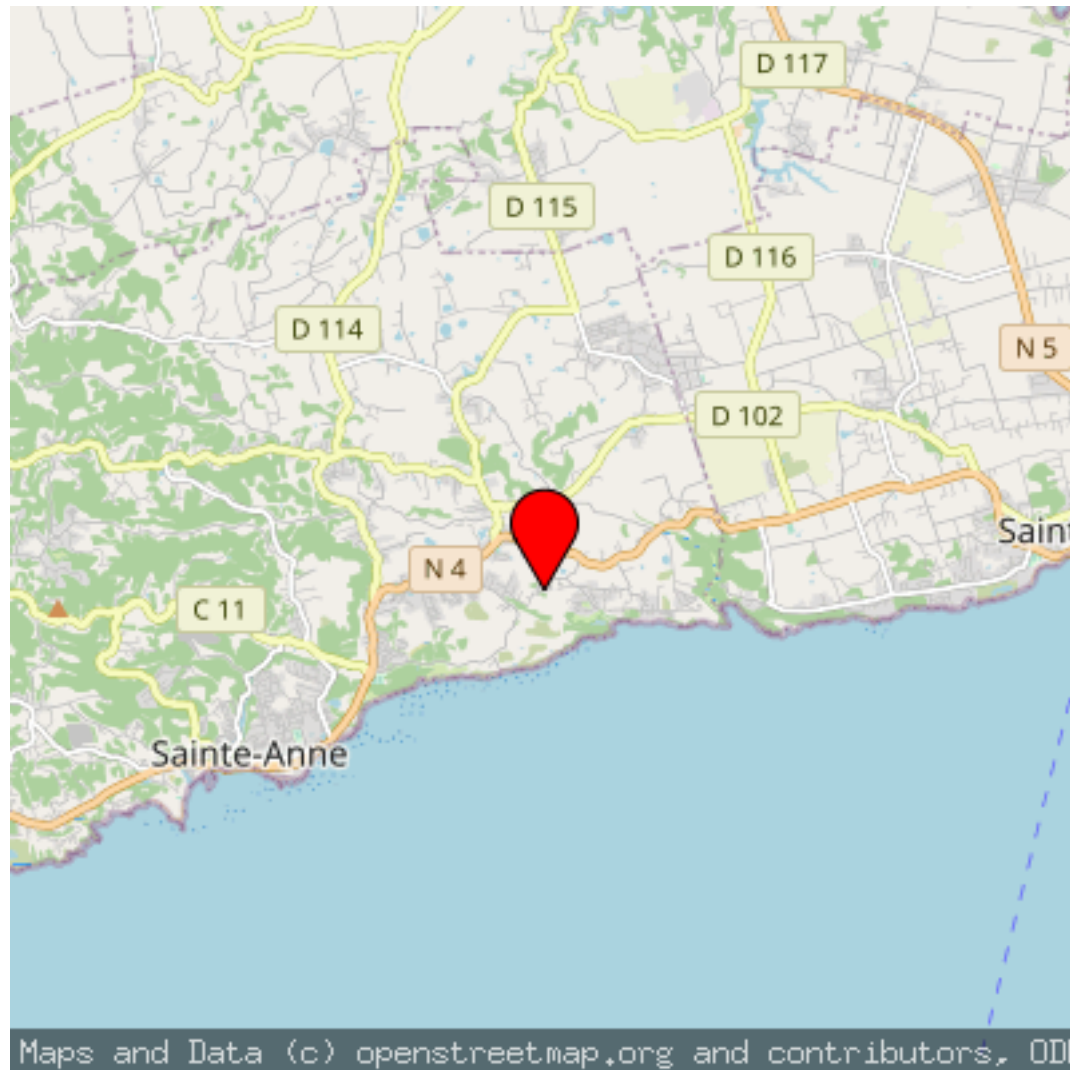 D 117
D 115
D 116
D 114
N 5
D 102
Saint
N 4
C 11
Sainte-Anne
Maps and Data (c) openstreetmap.org and contributors, OD